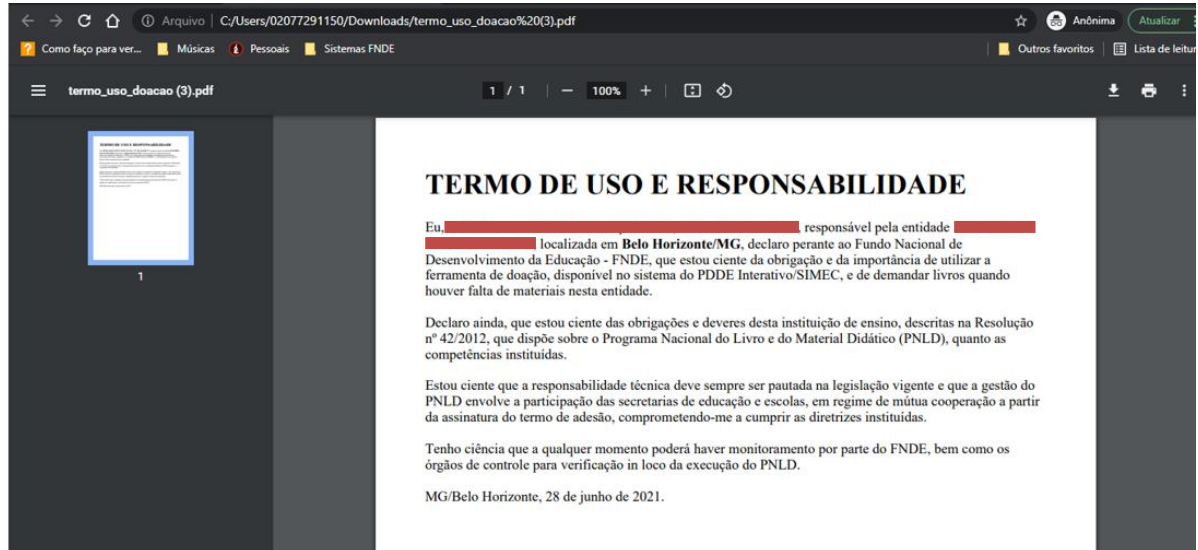 Arquivo | C:/Users/02077291150/Downloads/termo_uso_doacao%20(3).pdf
Anônima
Atualizar
Como faço para ver...
Músicas
Pessoais
Sistemas FNDE
Outros favoritos
Lista de leitur
termo_uso_doacao (3).pdf
1 / 1
100%
TERMO DE USO E RESPONSABILIDADE
1
TERMO DE USO E RESPONSABILIDADE
Eu, , responsável pela entidade
localizada em Belo Horizonte/MG, declaro perante ao Fundo Nacional de
Desenvolvimento da Educação - FNDE, que estou ciente da obrigação e da importância de utilizar a
ferramenta de doação, disponível no sistema do PDDE Interativo/SIMEC, e de demandar livros quando
houver falta de materiais nesta entidade.
Declaro ainda, que estou ciente das obrigações e deveres desta instituição de ensino, descritas na Resolução
nº 42/2012, que dispõe sobre o Programa Nacional do Livro e do Material Didático (PNLD), quanto as
competências instituídas.
Estou ciente que a responsabilidade técnica deve sempre ser pautada na legislação vigente e que a gestão do
PNLD envolve a participação das secretarias de educação e escolas, em regime de mútua cooperação a partir
da assinatura do termo de adesão, comprometendo-me a cumprir as diretrizes instituídas.
Tenho ciência que a qualquer momento poderá haver monitoramento por parte do FNDE, bem como os
órgãos de controle para verificação in loco da execução do PNLD.
MG/Belo Horizonte, 28 de junho de 2021.